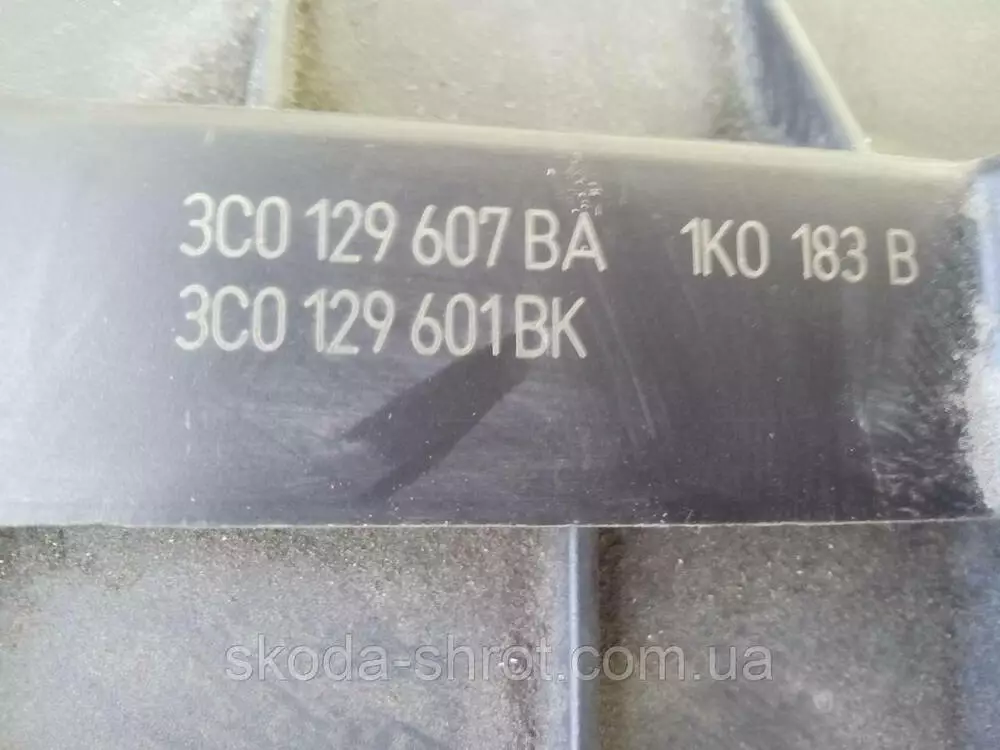 3C0 129 607 BA 1K0 183 B
3C0 129 601 BK
skoda-shrot.com.ua